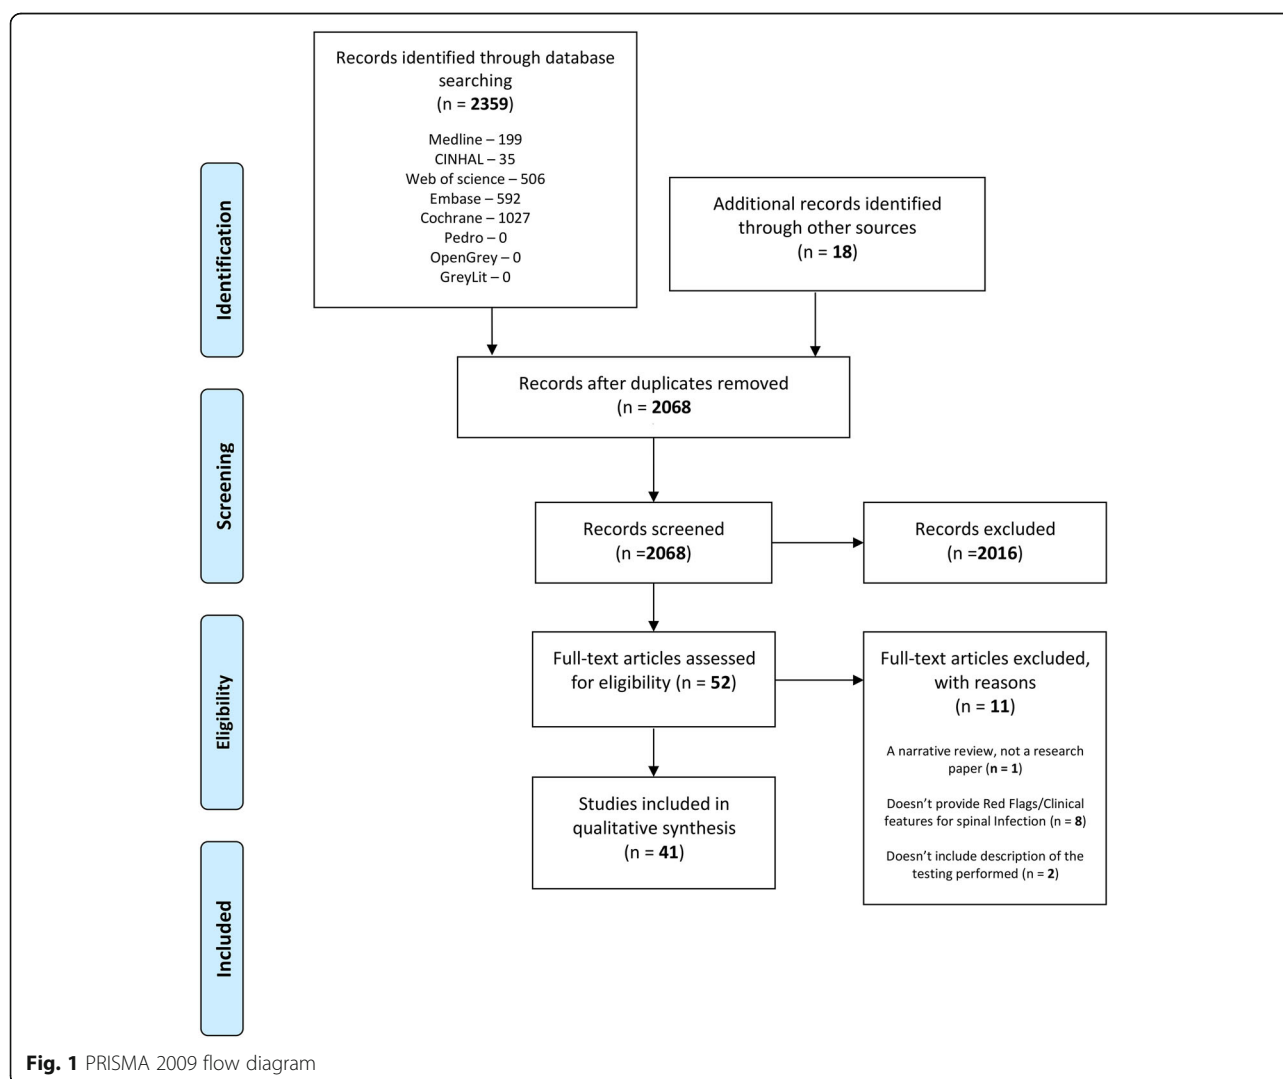 Records identified through database
searching
(n = 2359)
Medline – 199
CINHAL – 35
Web of science – 506
Embase – 592
Cochrane – 1027
Pedro – 0
OpenGrey – 0
GreyLit – 0
Additional records identified
through other sources
(n = 18)
Identification
Records after duplicates removed
(n = 2068
Screening
Records screened
(n =2068)
Records excluded
(n =2016)
Eligibility
Full-text articles assessed
for eligibility (n = 52)
Full-text articles excluded,
with reasons
(n = 11)
A narrative review, not a research
paper (n = 1)
Doesn’t provide Red Flags/Clinical
features for spinal Infection (n = 8)
Doesn’t include description of the
testing performed (n = 2)
Studies included in
qualitative synthesis
(n = 41)
Included
Fig. 1 PRISMA 2009 flow diagram